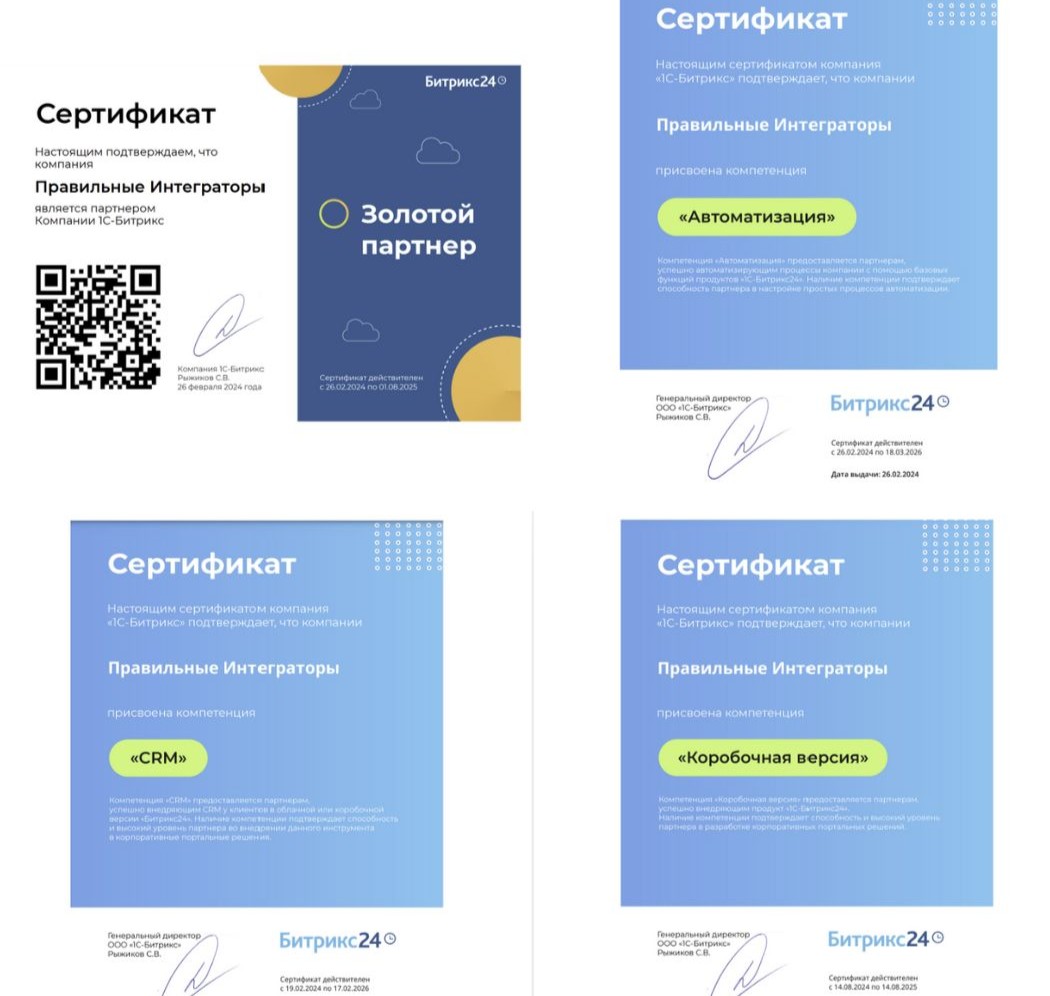 Сертификат
Настоящим подтверждаем, что
компания
Правильные Интеграторы
является партнером
Компании 1С-Битрикс
Компания 1С-Битрикс
Рыжиков С.В.
26 февраля 2024 года
Битрикс24
Золотой
партнер
Сертификат действителен
с 26.02.2024 по 01.08.2025
Сертификат
Настоящим сертификатом компания
«1С-Битрикс» подтверждает, что компании
Правильные Интеграторы
присвоена компетенция
«Автоматизация»
Компетенция «Автоматизация» предоставляется партнерам,
успешно автоматизирующим процессы компании с помощью базовых
функций продуктов «1С-Битрикс24». Наличие компетенции подтверждает
способность партнера в настройке простых процессов автоматизации.
Генеральный директор
ООО «1С-Битрикс»
Рыжиков С.В.
Битрикс24
Сертификат действителен
с 26.02.2024 по 18.03.2026
Дата выдачи: 26.02.2024
Сертификат
Настоящим сертификатом компания
«1С-Битрикс» подтверждает, что компании
Правильные Интеграторы
присвоена компетенция
«CRM»
Компетенция «CRM» предоставляется партнерам,
успешно внедряющим CRM у клиентов в облачной или коробочной
версии «Битрикс24». Наличие компетенции подтверждает способность
и высокий уровень партнера во внедрении данного инструмента
в корпоративные портальные решения.
Генеральный директор
ООО «1С-Битрикс»
Рыжиков С.В.
Битрикс24
Сертификат действителен
с 19.02.2024 по 17.02.2026
Сертификат
Настоящим сертификатом компания
«1С-Битрикс» подтверждает, что компании
Правильные Интеграторы
присвоена компетенция
«Коробочная версия»
Компетенция «Коробочная версия» предоставляется партнерам,
успешно внедряющим продукт «1С-Битрикс24».
Наличие компетенции подтверждает способность и высокий уровень
партнера в разработке корпоративных портальных решений.
Генеральный директор
ООО «1С-Битрикс»
Рыжиков С.В.
Битрикс24
Сертификат действителен
с 14.08.2024 по 14.08.2025